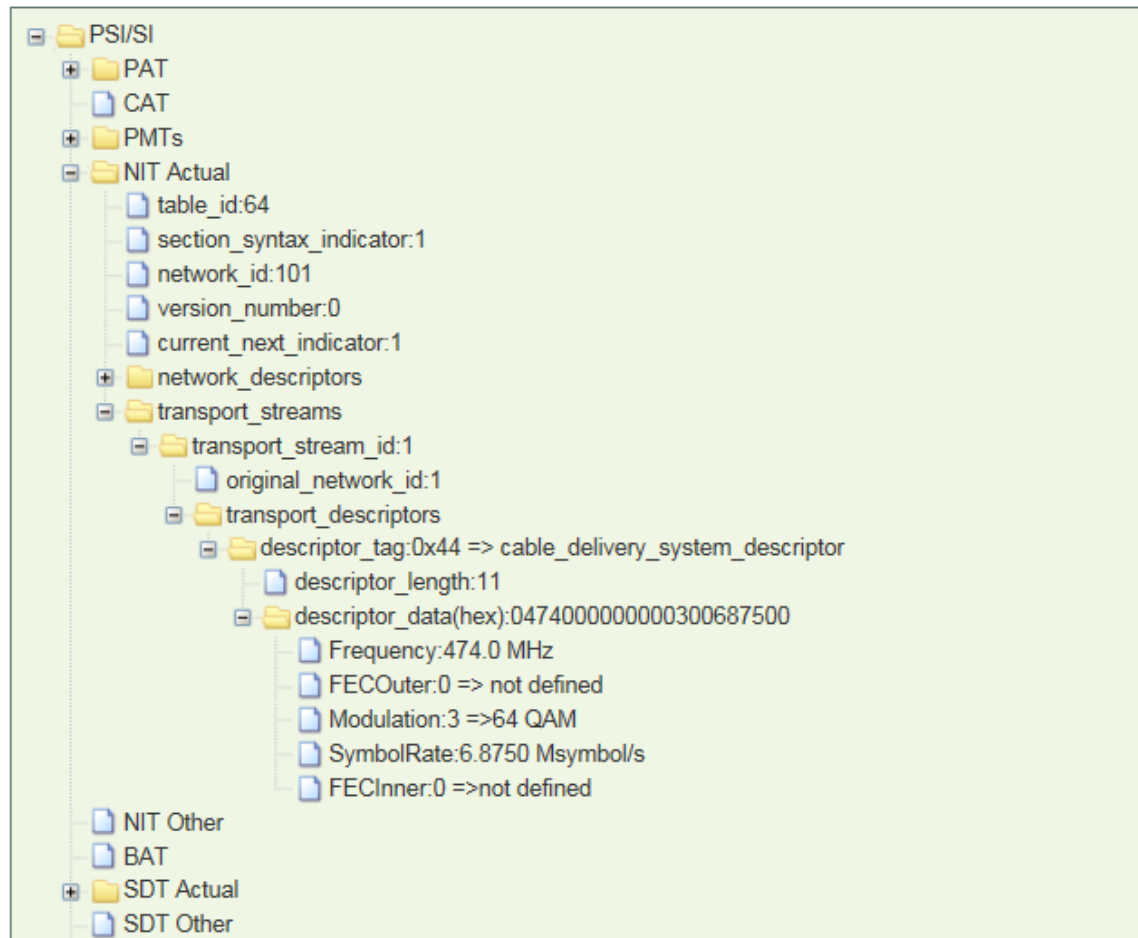 PSI/SI
PAT
CAT
PMTs
NIT Actual
table_id:64
section_syntax_indicator:1
network_id:101
version_number:0
current_next_indicator:1
network_descriptors
transport_streams
transport_stream_id:1
original_network_id:1
transport_descriptors
descriptor_tag:0x44 => cable_delivery_system_descriptor
descriptor_length:11
descriptor_data(hex):0474000000000300687500
Frequency:474.0 MHz
FECOuter:0 => not defined
Modulation:3 =>64 QAM
SymbolRate:6.8750 Msymbol/s
FECInner:0 =>not defined
NIT Other
BAT
SDT Actual
SDT Other